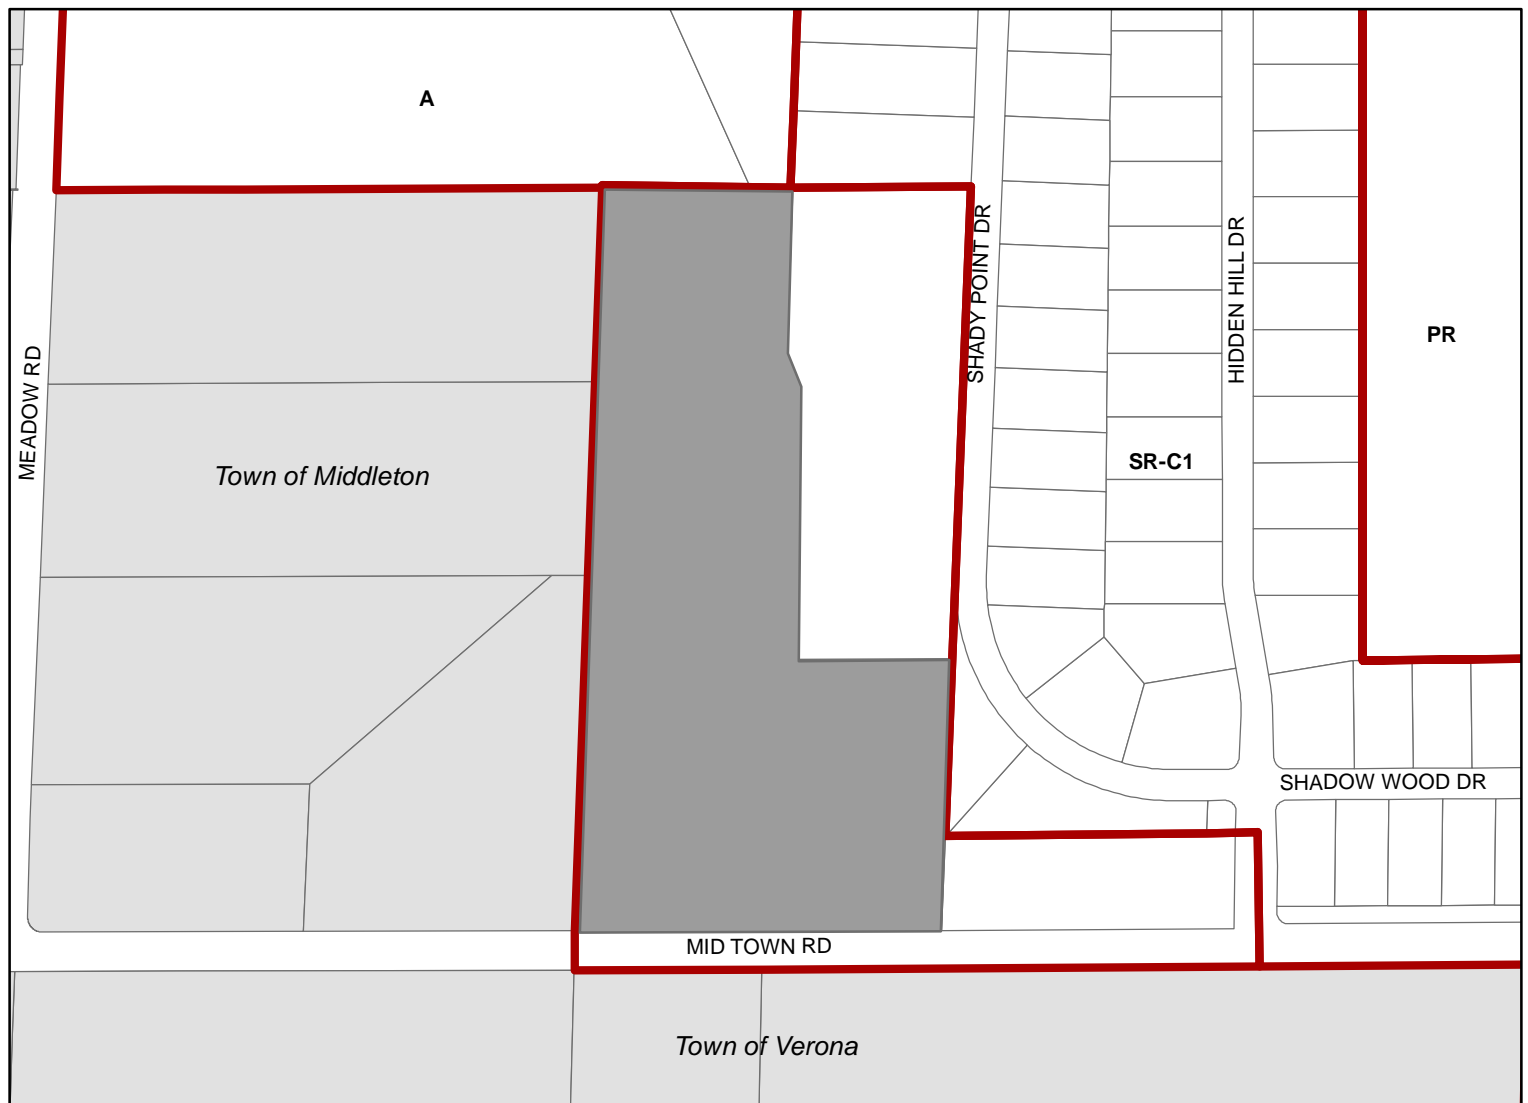 A
SHADY POINT DR
HIDDEN HILL DR
PR
MEADOW RD
SR-C1
Town of Middleton
SHADOW WOOD DR
MID TOWN RD
Town of Verona